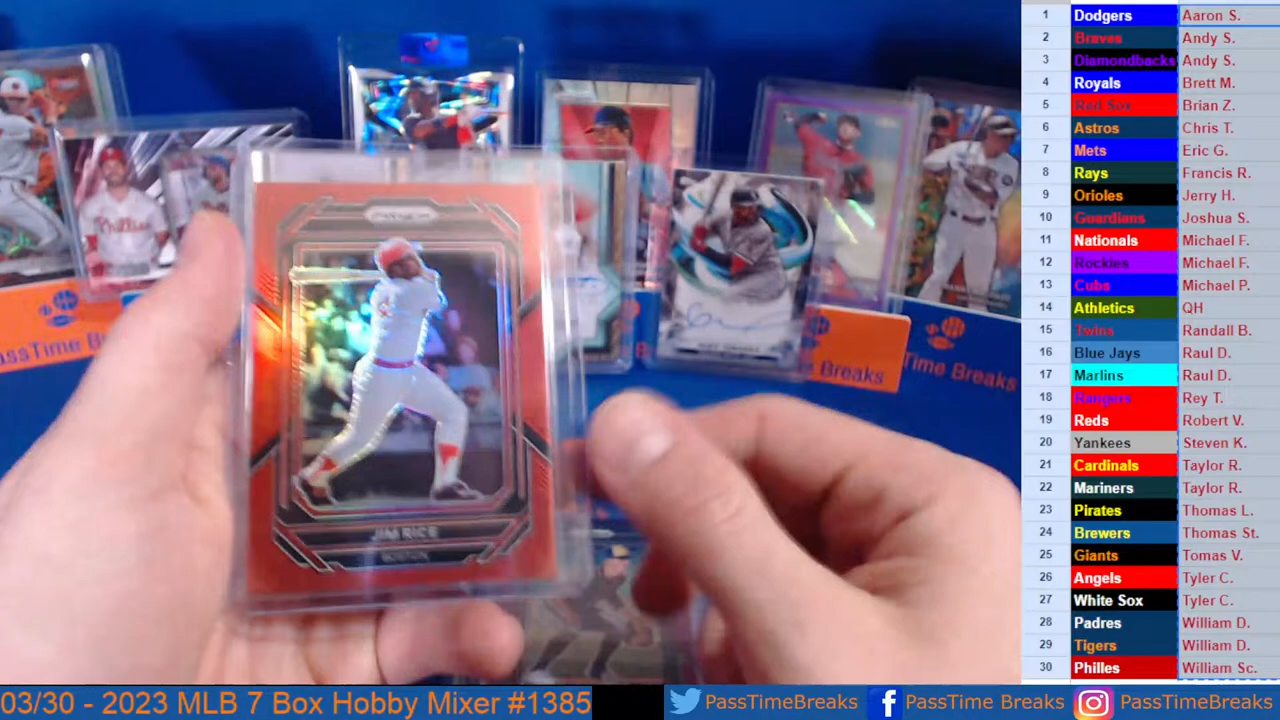 1 Dodgers Aaron S.
2 Braves Andy S.
3 Diamondbacks Andy S.
4 Royals Brett M.
5 Red Sox Brian Z.
6 Astros Chris T.
7 Mets Eric G.
8 Rays Francis R.
9 Orioles Jerry H.
10 Guardians Joshua S.
11 Nationals Michael F.
12 Rockies Michael F.
13 Cubs Michael P.
14 Athletics QH
15 Twins Randall B.
16 Blue Jays Raul D.
17 Marlins Raul D.
18 Rangers Rey T.
19 Reds Robert V.
20 Yankees Steven K.
21 Cardinals Taylor R.
22 Mariners Taylor R.
23 Pirates Thomas L.
24 Brewers Thomas St.
25 Giants Tomas V.
26 Angels Tyler C.
27 White Sox Tyler C.
28 Padres William D.
29 Tigers William D.
30 Philles William Sc.
Phillies
PassTime Breaks
Breaks
Time Breaks
JIM RICE
BOSTON
03/30 - 2023 MLB 7 Box Hobby Mixer #1385
PassTimeBreaks
PassTime Breaks
PassTimeBreaks